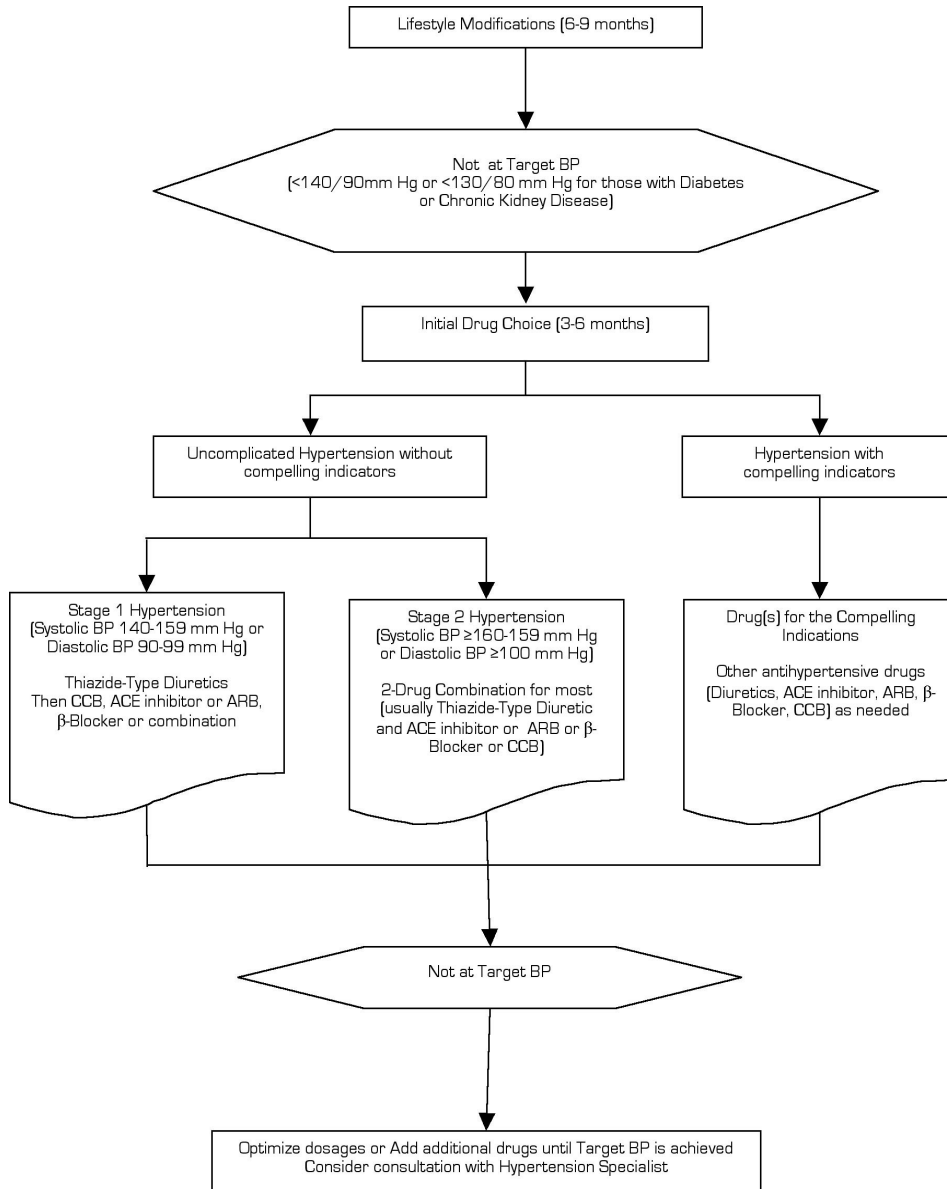 Lifestyle Modifications (6-9 months)
Not at Target BP
(<140/90mm Hg or <130/80 mm Hg for those with Diabetes
or Chronic Kidney Disease)
Initial Drug Choice (3-6 months)
Uncomplicated Hypertension without
compelling indicators
Hypertension with
compelling indicators
Stage 1 Hypertension
(Systolic BP 140-159 mm Hg or
Diastolic BP 90-99 mm Hg)
Thiazide-Type Diuretics
Then CCB, ACE inhibitor or ARB,
β-Blocker or combination
Stage 2 Hypertension
(Systolic BP ≥160-159 mm Hg
or Diastolic BP ≥100 mm Hg)
2-Drug Combination for most
(usually Thiazide-Type Diuretic
and ACE inhibitor or ARB or β-
Blocker or CCB)
Drug(s) for the Compelling
Indications
Other antihypertensive drugs
(Diuretics, ACE inhibitor, ARB, β-
Blocker, CCB) as needed
Not at Target BP
Optimize dosages or Add additional drugs until Target BP is achieved
Consider consultation with Hypertension Specialist